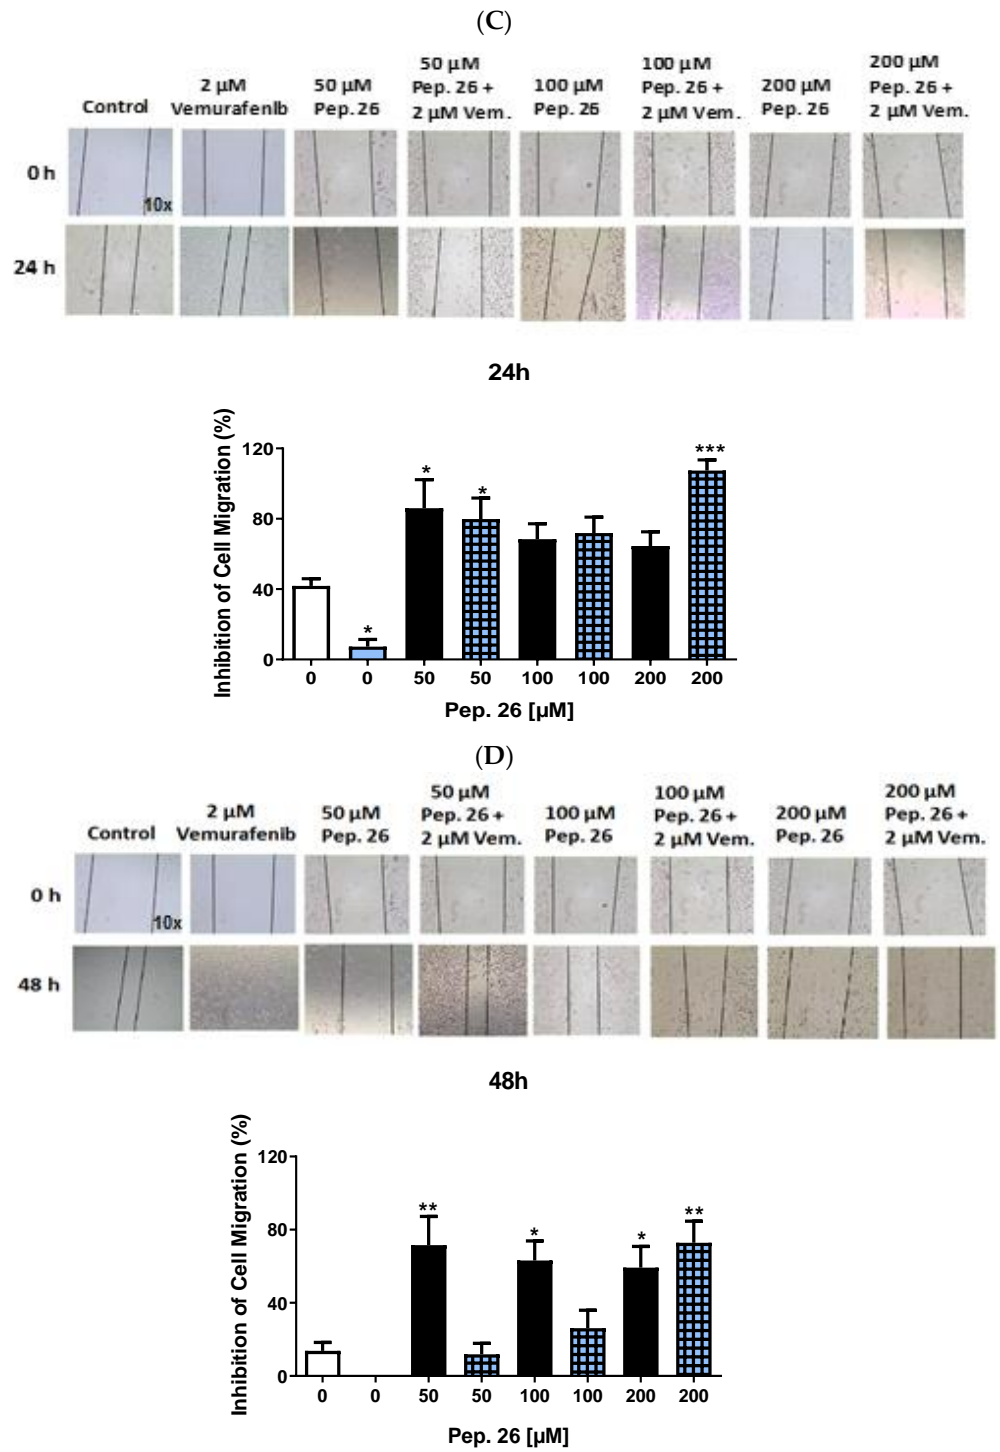 (C)
Control
2 µM
Vemurafenib
50 µM
Pep. 26
50 µM
Pep. 26 +
2 µM Vem.
100 µM
Pep. 26
100 µM
Pep. 26 +
2 µM Vem.
200 µM
Pep. 26
200 µM
Pep. 26 +
2 µM Vem.
0 h
10x
24 h
24h
Inhibition of Cell Migration (%)
120
80
40
0
* * * ***
0 0 50 50 100 100 200 200
Pep. 26 [µM]
(D)
Control
2 µM
Vemurafenib
50 µM
Pep. 26
50 µM
Pep. 26 +
2 µM Vem.
100 µM
Pep. 26
100 µM
Pep. 26 +
2 µM Vem.
200 µM
Pep. 26
200 µM
Pep. 26 +
2 µM Vem.
0 h
10x
48 h
48h
Inhibition of Cell Migration (%)
120
80
40
0
** * * **
0 0 50 50 100 100 200 200
Pep. 26 [µM]